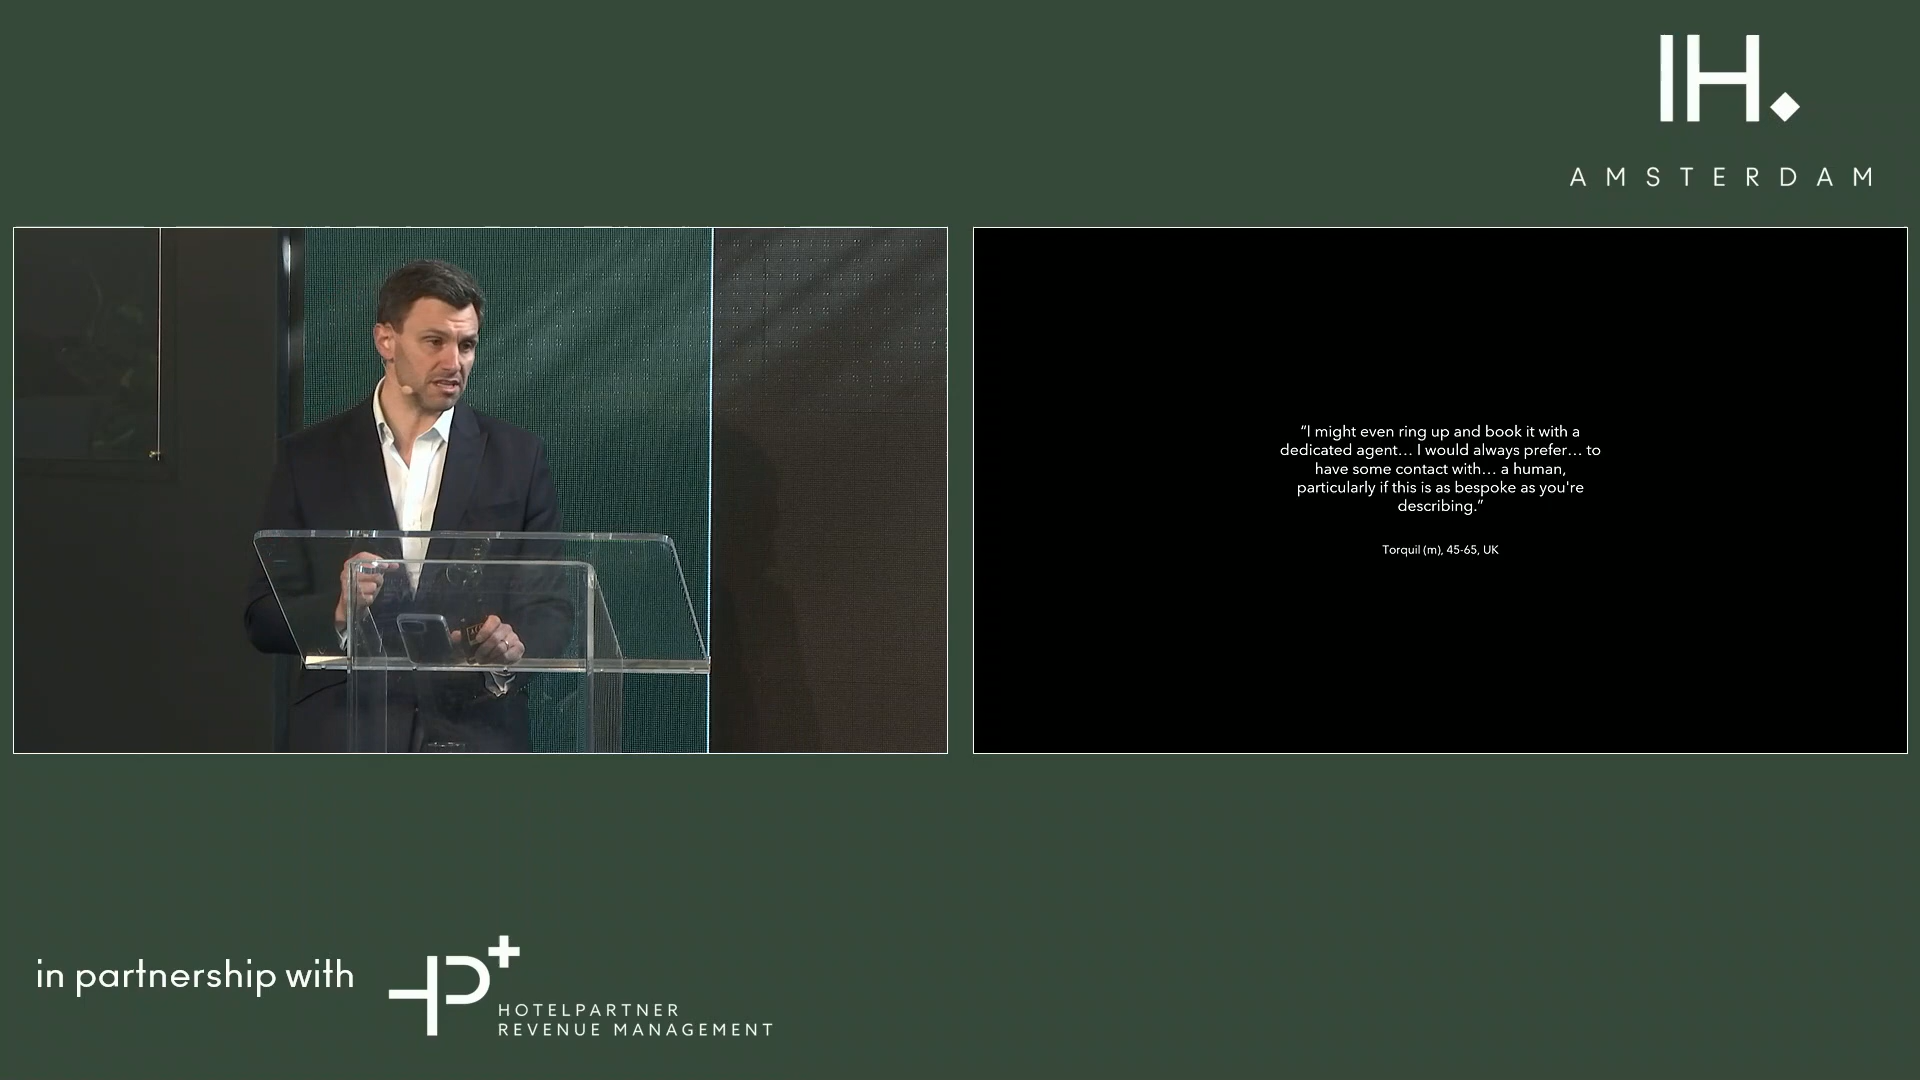 IH.
AMSTERDAM
“I might even ring up and book it with a
dedicated agent… I would always prefer… to
have some contact with… a human,
particularly if this is as bespoke as you're
describing.”
Torquil (m), 45-65, UK
in partnership with
HP+
HOTELPARTNER
REVENUE MANAGEMENT